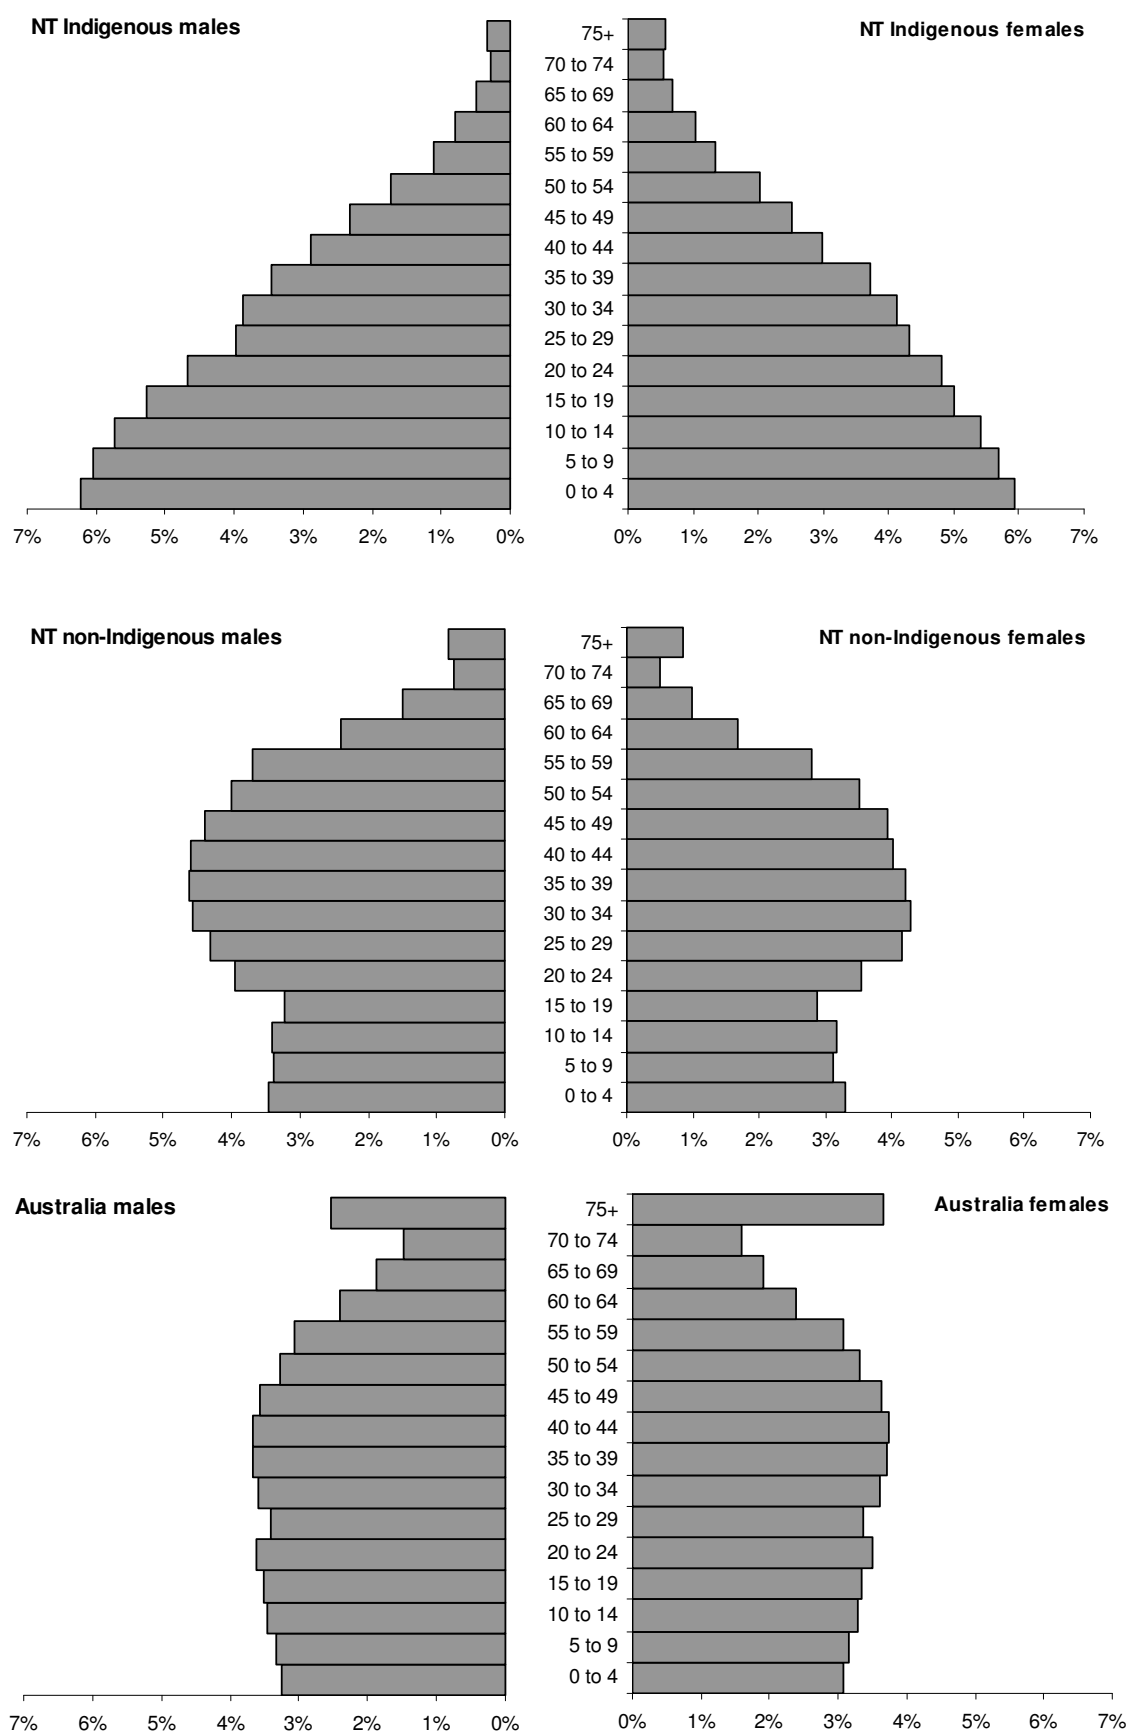 NT Indigenous males
NT Indigenous females
75+
70 to 74
65 to 69
60 to 64
55 to 59
50 to 54
45 to 49
40 to 44
35 to 39
30 to 34
25 to 29
20 to 24
15 to 19
10 to 14
5 to 9
0 to 4
7% 6% 5% 4% 3% 2% 1% 0%
0% 1% 2% 3% 4% 5% 6% 7%
NT non-Indigenous males
NT non-Indigenous females
75+
70 to 74
65 to 69
60 to 64
55 to 59
50 to 54
45 to 49
40 to 44
35 to 39
30 to 34
25 to 29
20 to 24
15 to 19
10 to 14
5 to 9
0 to 4
7% 6% 5% 4% 3% 2% 1% 0%
0% 1% 2% 3% 4% 5% 6% 7%
Australia males
Australia females
75+
70 to 74
65 to 69
60 to 64
55 to 59
50 to 54
45 to 49
40 to 44
35 to 39
30 to 34
25 to 29
20 to 24
15 to 19
10 to 14
5 to 9
0 to 4
7% 6% 5% 4% 3% 2% 1% 0%
0% 1% 2% 3% 4% 5% 6% 7%